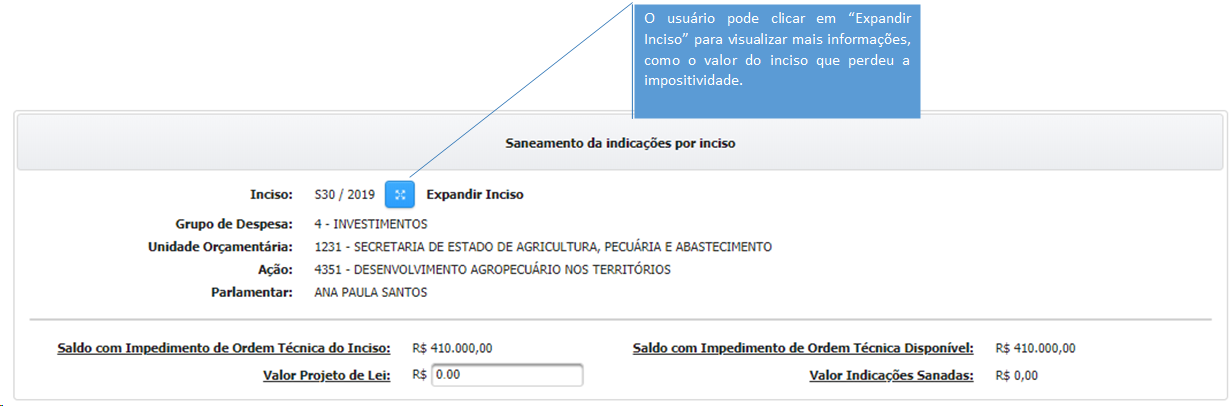 O usuário pode clicar em “Expandir
Inciso” para visualizar mais informações,
como o valor do inciso que perdeu a
impositividade.
Saneamento da indicações por inciso
Inciso: S30 / 2019 Expandir Inciso
Grupo de Despesa: 4 - INVESTIMENTOS
Unidade Orçamentária: 1231 - SECRETARIA DE ESTADO DE AGRICULTURA, PECUÁRIA E ABASTECIMENTO
Ação: 4351 - DESENVOLVIMENTO AGROPECUÁRIO NOS TERRITÓRIOS
Parlamentar: ANA PAULA SANTOS
Saldo com Impedimento de Ordem Técnica do Inciso: R$ 410.000,00 Saldo com Impedimento de Ordem Técnica Disponível: R$ 410.000,00
Valor Projeto de Lei: R$ 0.00 Valor Indicações Sanadas: R$ 0,00